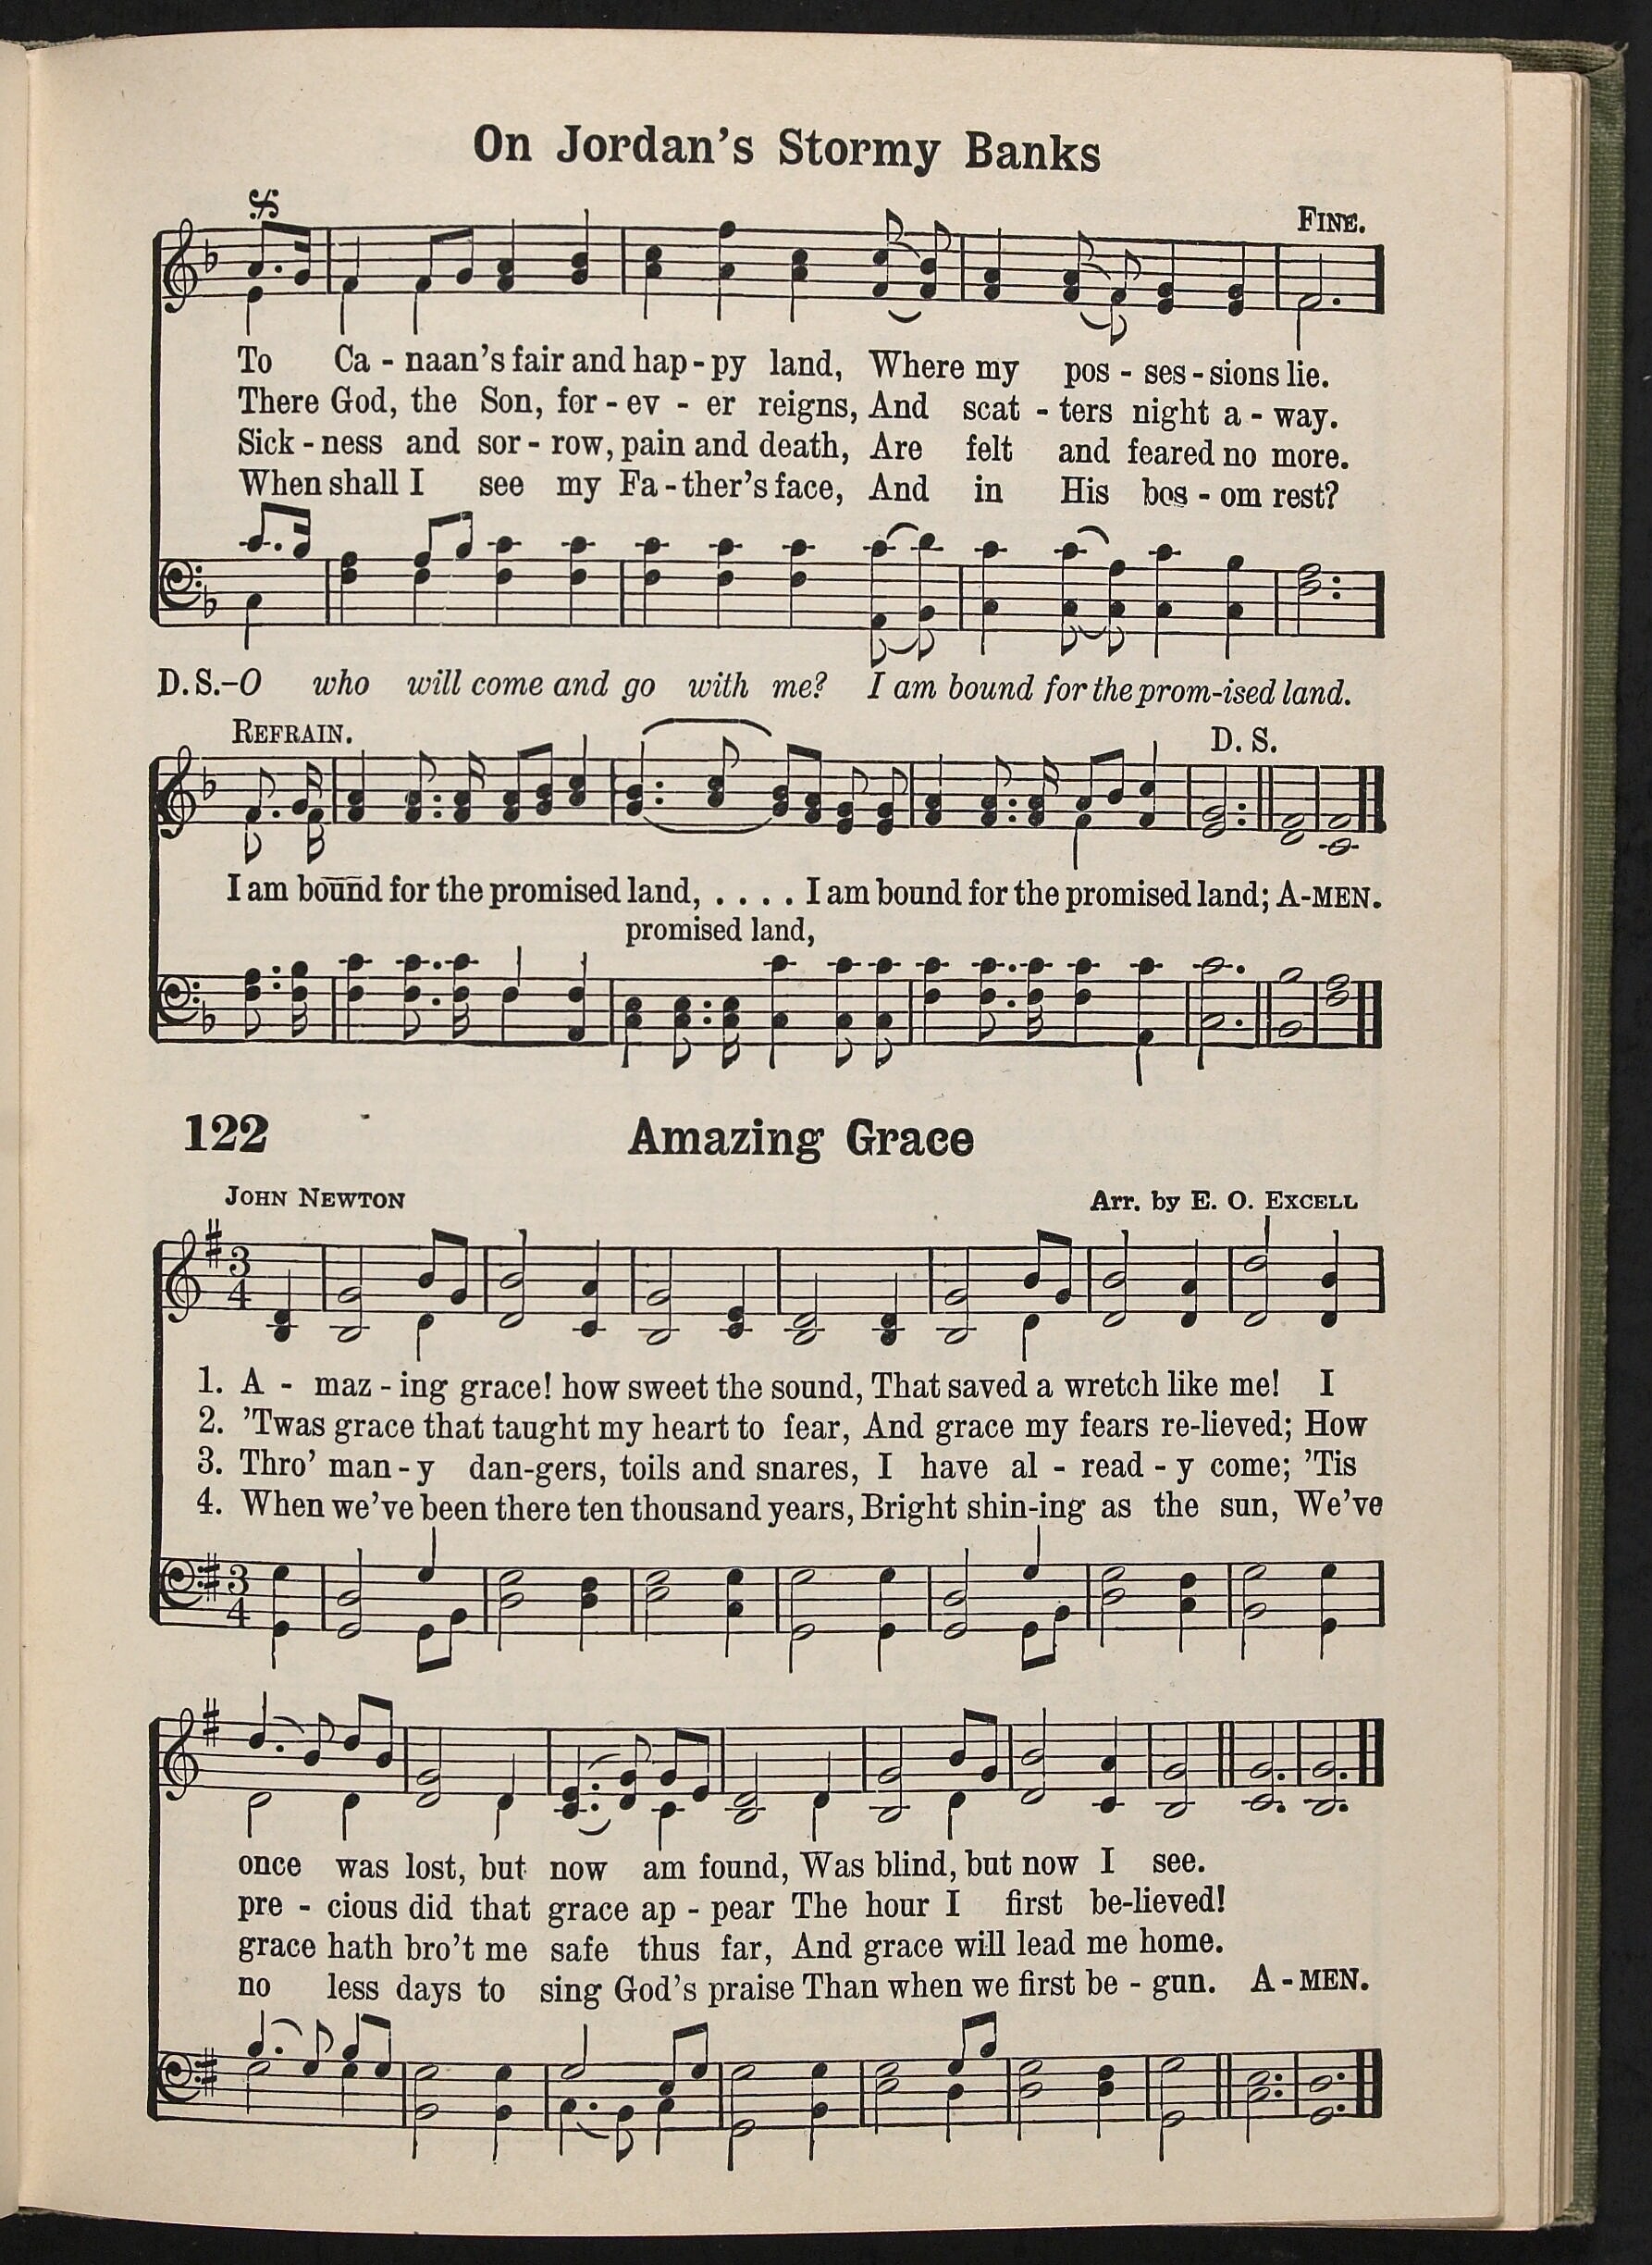 On Jordan's Stormy Banks
FINE.
To Ca - naan's fair and hap - py land, Where my pos - ses - sions lie.
There God, the Son, for - ev - er reigns, And scat - ters night a - way.
Sick - ness and sor - row, pain and death, Are felt and feared no more.
When shall I see my Fa - ther's face, And in His bos - om rest?
D. S.–O who will come and go with me? I am bound for the prom-ised land.
REFRAIN.
D. S.
I am bound for the promised land, . . . . I am bound for the promised land; A-MEN.
promised land,
122 Amazing Grace
JOHN NEWTON Arr. by E. O. EXCELL
3
4
1. A - maz - ing grace! how sweet the sound, That saved a wretch like me! I
2. 'Twas grace that taught my heart to fear, And grace my fears re-lieved; How
3. Thro' man - y dan-gers, toils and snares, I have al - read - y come; 'Tis
4. When we've been there ten thousand years, Bright shin-ing as the sun, We've
3
4
once was lost, but now am found, Was blind, but now I see.
pre - cious did that grace ap - pear The hour I first be-lieved!
grace hath bro't me safe thus far, And grace will lead me home.
no less days to sing God's praise Than when we first be - gun. A - MEN.